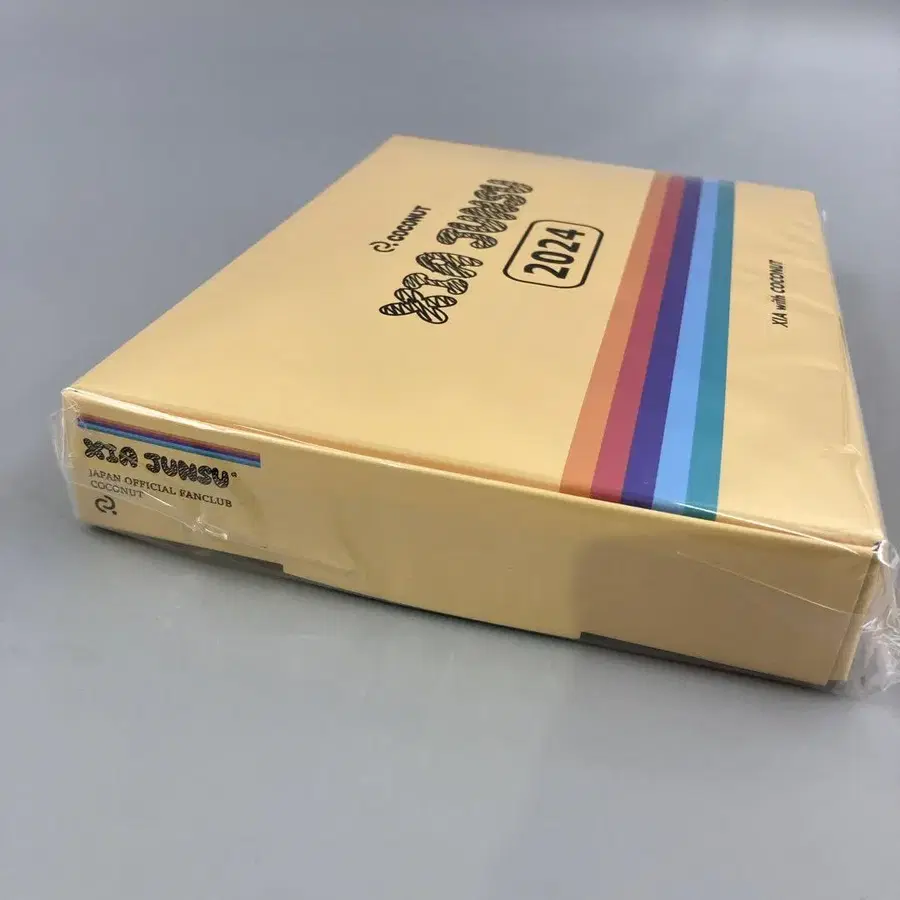 COCONUT
XIA JUNSU
2024
XIA with COCONUT
XIA JUNSU
JAPAN OFFICIAL FANCLUB
COCONUT